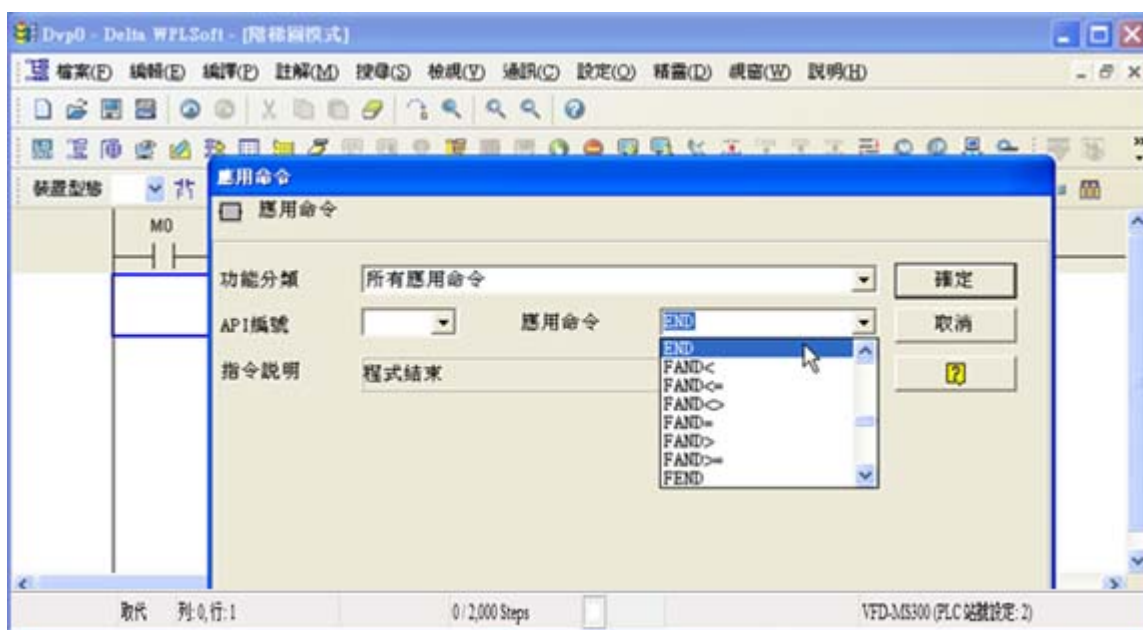 Dvp0 - Delta WPLSoft - [階梯圖模式]
檔案(F) 編輯(E) 編譯(P) 註解(M) 搜尋(S) 檢視(V) 通訊(C) 設定(O) 精靈(D) 視窗(W) 說明(H)
裝置型態
應用命令
應用命令
M0
功能分類 所有應用命令 確定
API編號 應用命令 END 取消
END
FAND<
指令說明 程式結束
FAND<=
FAND<>
FAND=
FAND>
FAND>=
FEND
取代 列:0,行:1 0 / 2,000 Steps VFD-MS300 (PLC 站號設定: 2)